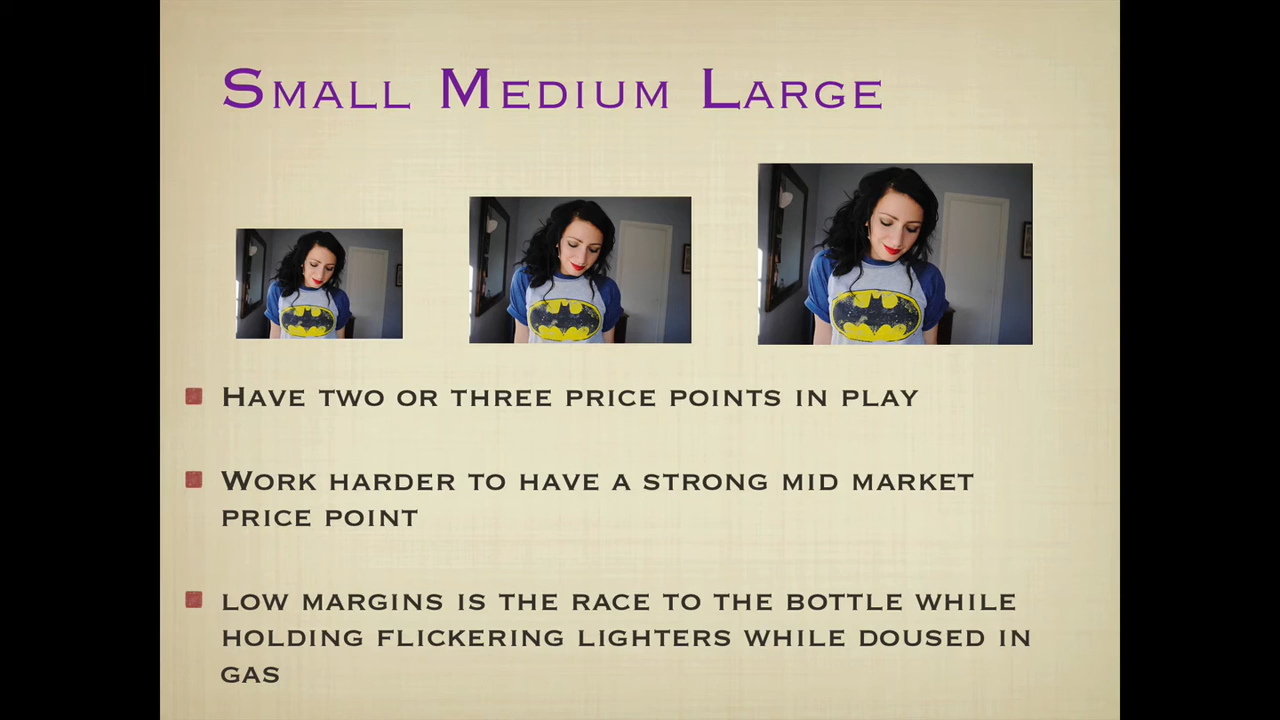 Small Medium Large
Have two or three price points in play
Work harder to have a strong mid market
price point
low margins is the race to the bottle while
holding flickering lighters while doused in
gas